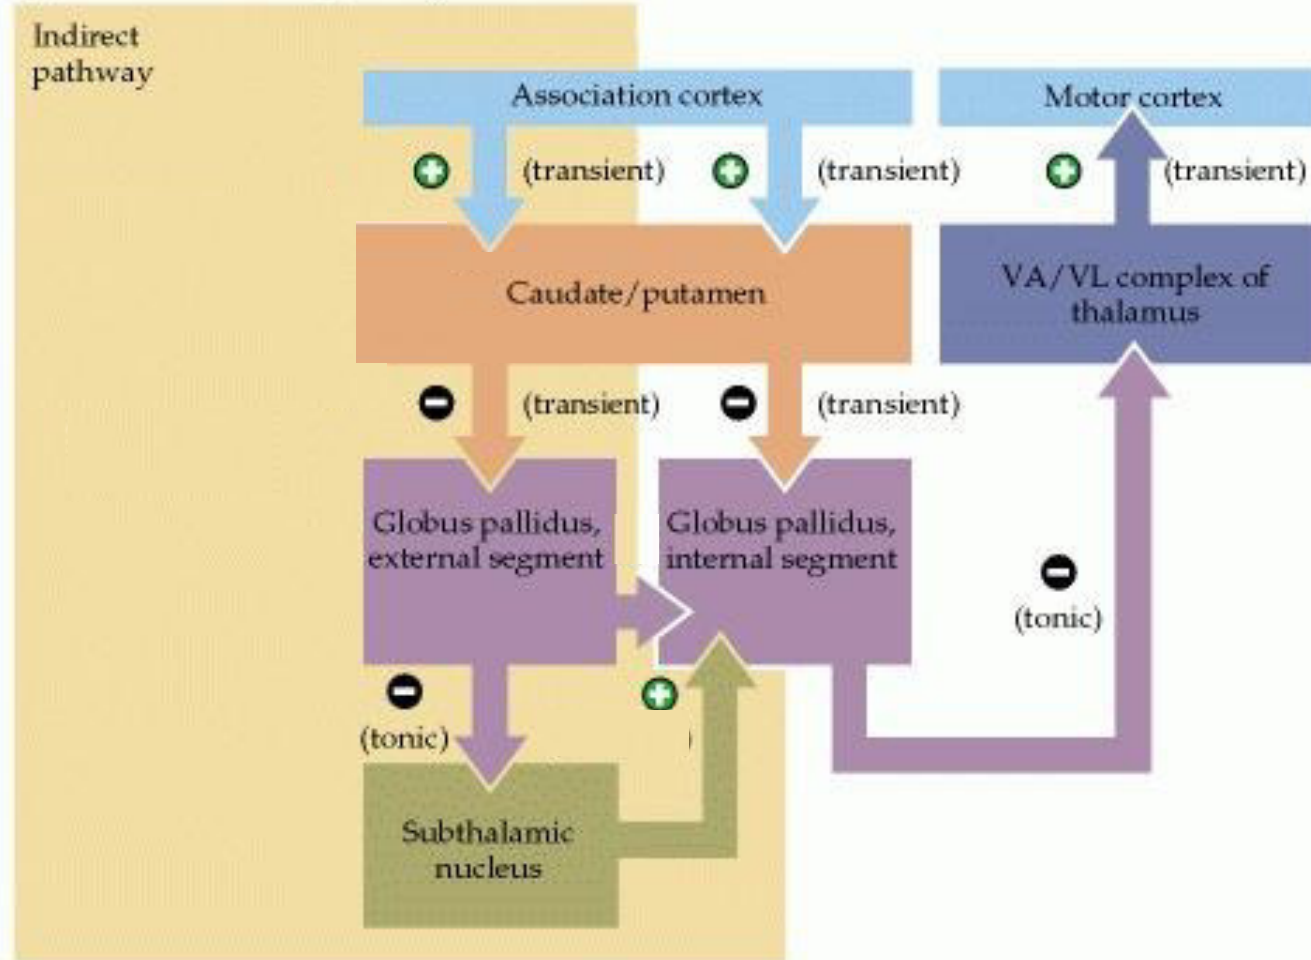 Indirect
pathway
Association cortex
Motor cortex
(transient)
(transient)
(transient)
Caudate/putamen
VA/VL complex of
thalamus
(transient)
(transient)
Globus pallidus,
external segment
Globus pallidus,
internal segment
(tonic)
(tonic)
)
Subthalamic
nucleus